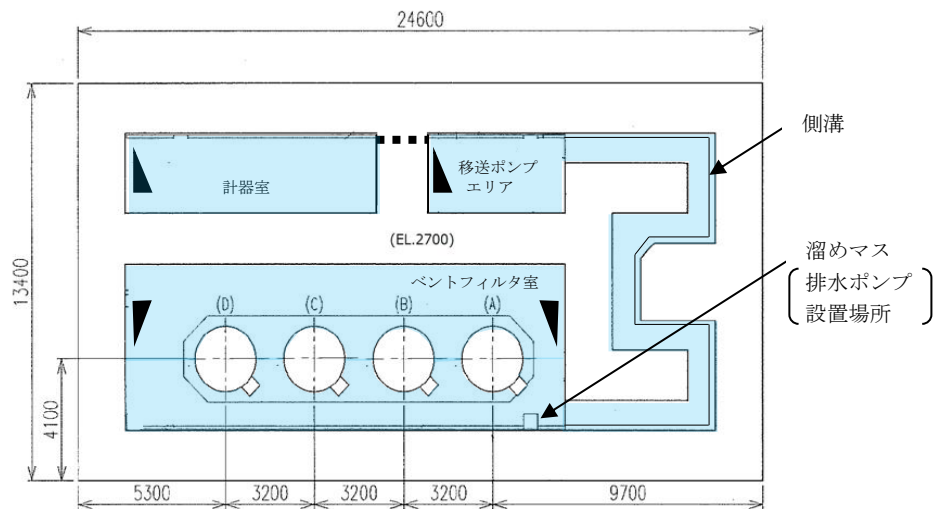 24600
13400
側溝
計器室
移送ポンプ
エリア
(EL.2700)
溜めマス
排水ポンプ
設置場所
ベントフィルタ室
(D)
(C)
(B)
(A)
4100
5300
3200
3200
3200
9700